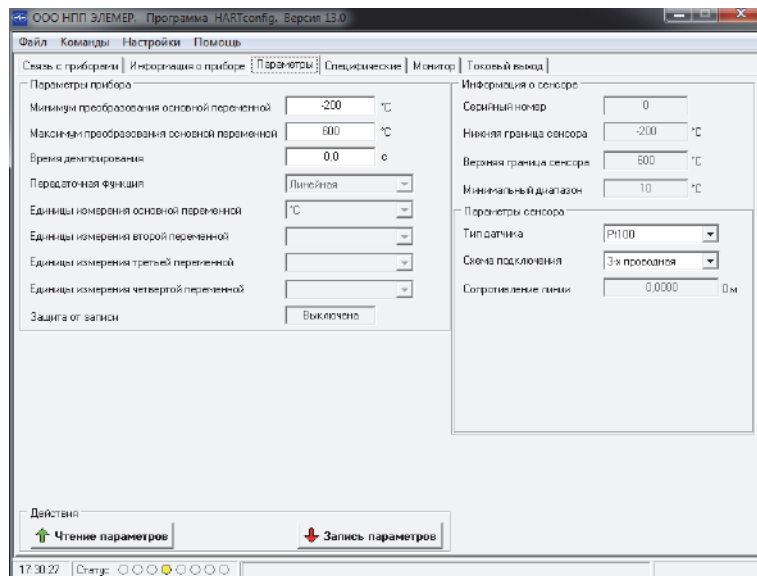 ООО НПП ЭЛЕМЕР. Программа HARTconfig. Версия 13.0
Файл Команды Настройки Помощь
Связь с приборами Информация о приборе Параметры Специфические Монитор Токовый выход
Параметры прибора
Минимум преобразования основной переменной -200 °C
Максимум преобразования основной переменной 600 °C
Время демпфирования 0.0 с
Передаточная функция Линейная
Единицы измерения основной переменной °C
Единицы измерения второй переменной
Единицы измерения третьей переменной
Единицы измерения четвертой переменной
Защита от записи Выключена
Информация о сенсоре
Серийный номер 0
Нижняя граница сенсора -200 °C
Верхняя граница сенсора 600 °C
Минимальный диапазон 10 °C
Параметры сенсора
Тип датчика Pt100
Схема подключения 3-х проводная
Сопротивление линии 0,0000 Ом
Действия
Чтение параметров Запись параметров
17:30:27 Статус